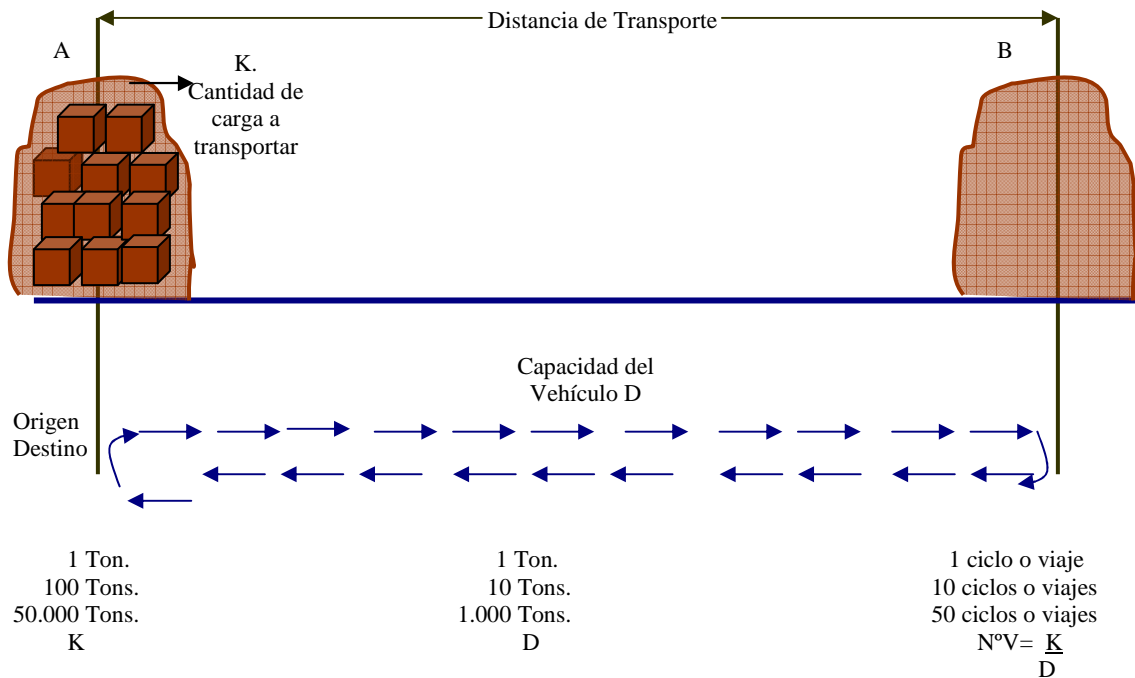 Distancia de Transporte
A
B
K.
Cantidad de
carga a
transportar
Capacidad del
Vehículo D
Origen
Destino
1 Ton.
100 Tons.
50.000 Tons.
K
1 Ton.
10 Tons.
1.000 Tons.
D
1 ciclo o viaje
10 ciclos o viajes
50 ciclos o viajes
NºV= K
D